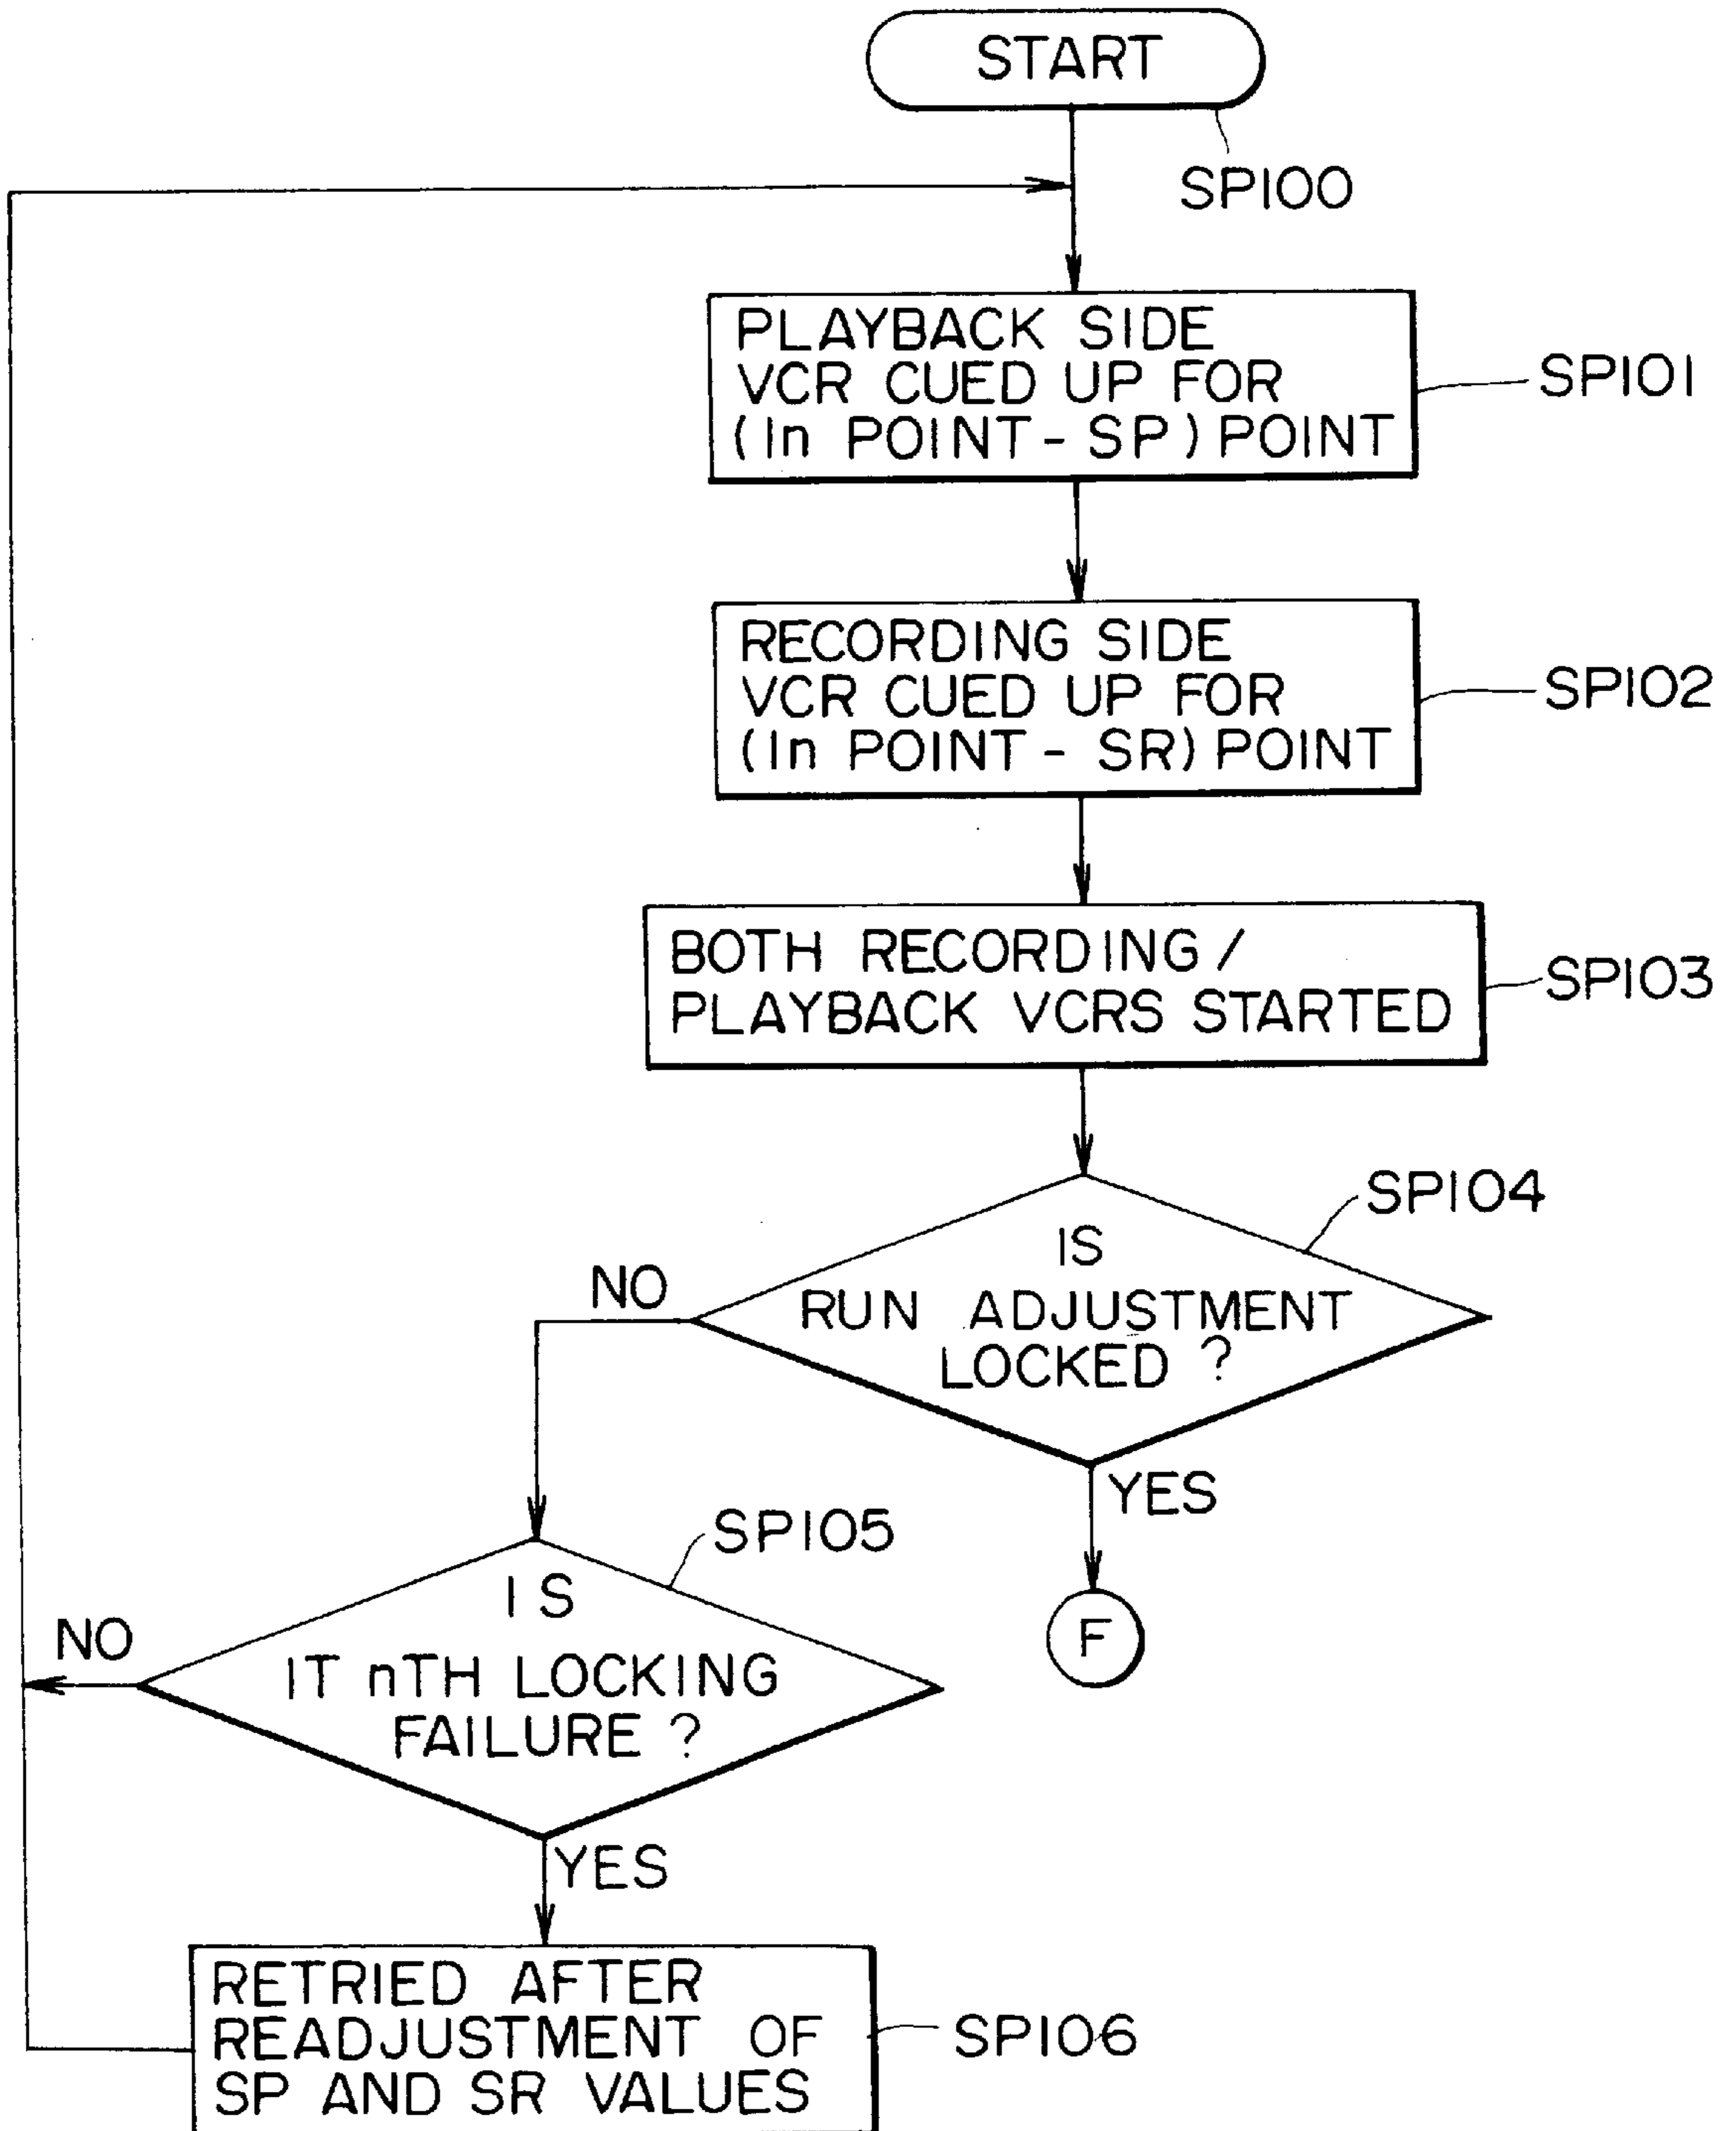 START
SP100
PLAYBACK SIDE
VCR CUED UP FOR
(In POINT - SP) POINT
SP101
RECORDING SIDE
VCR CUED UP FOR
(In POINT - SR) POINT
SP102
BOTH RECORDING /
PLAYBACK VCRS STARTED
SP103
SP104
IS
RUN ADJUSTMENT
LOCKED ?
NO
YES
F
SP105
IS
IT nTH LOCKING
FAILURE ?
NO
YES
RETRIED AFTER
READJUSTMENT OF
SP AND SR VALUES
SP106